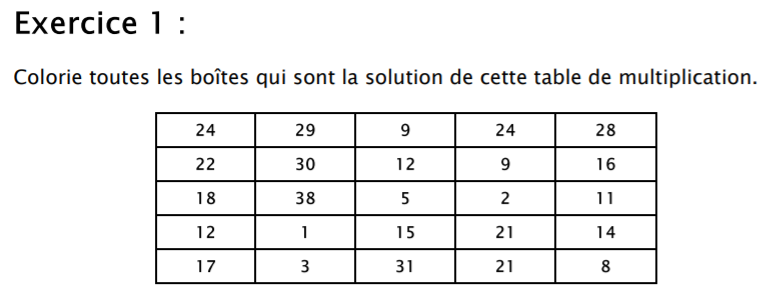 Exercice 1 :
Colorie toutes les boîtes qui sont la solution de cette table de multiplication.
24 29 9 24 28
22 30 12 9 16
18 38 5 2 11
12 1 15 21 14
17 3 31 21 8